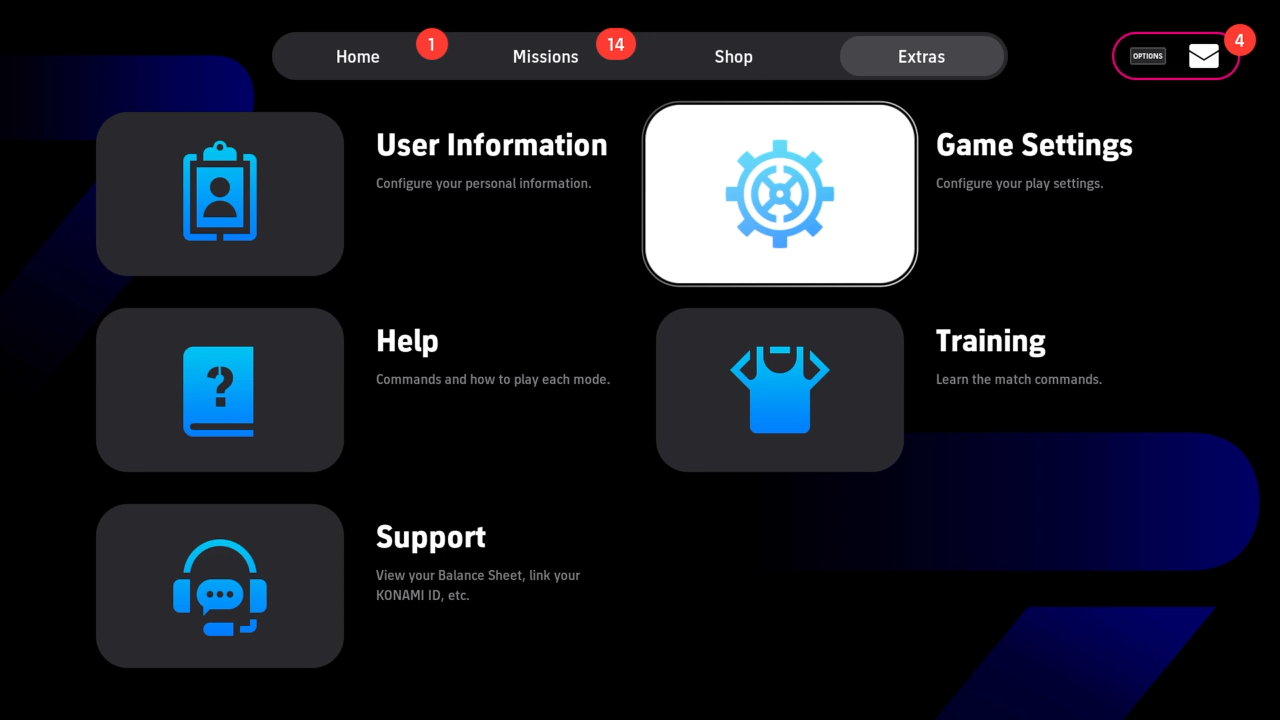 Home
1
Missions
14
Shop
Extras
OPTIONS
4
User Information
Configure your personal information.
Game Settings
Configure your play settings.
Help
Commands and how to play each mode.
Training
Learn the match commands.
Support
View your Balance Sheet, link your
KONAMI ID, etc.